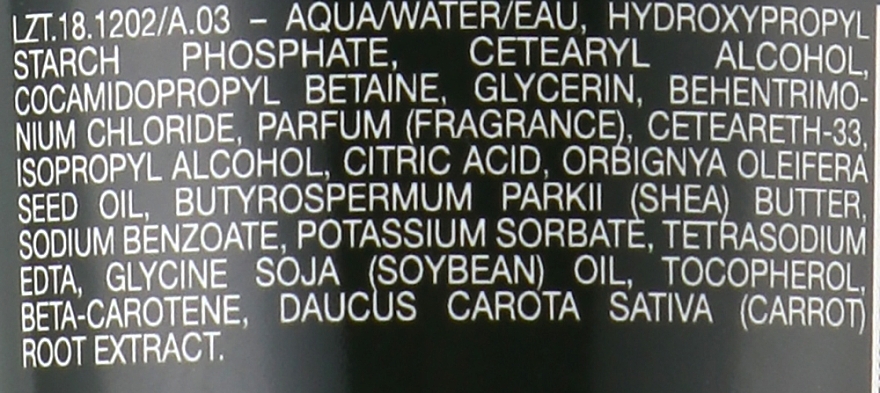 LZT.18.1202/A.03 – AQUA/WATER/EAU, HYDROXYPROPYL
STARCH PHOSPHATE, CETEARYL ALCOHOL,
COCAMIDOPROPYL BETAINE, GLYCERIN, BEHENTRIMO-
NIUM CHLORIDE, PARFUM (FRAGRANCE), CETEARETH-33,
ISOPROPYL ALCOHOL, CITRIC ACID, ORBIGNYA OLEIFERA
SEED OIL, BUTYROSPERMUM PARKII (SHEA) BUTTER,
SODIUM BENZOATE, POTASSIUM SORBATE, TETRASODIUM
EDTA, GLYCINE SOJA (SOYBEAN) OIL, TOCOPHEROL,
BETA-CAROTENE, DAUCUS CAROTA SATIVA (CARROT)
ROOT EXTRACT.